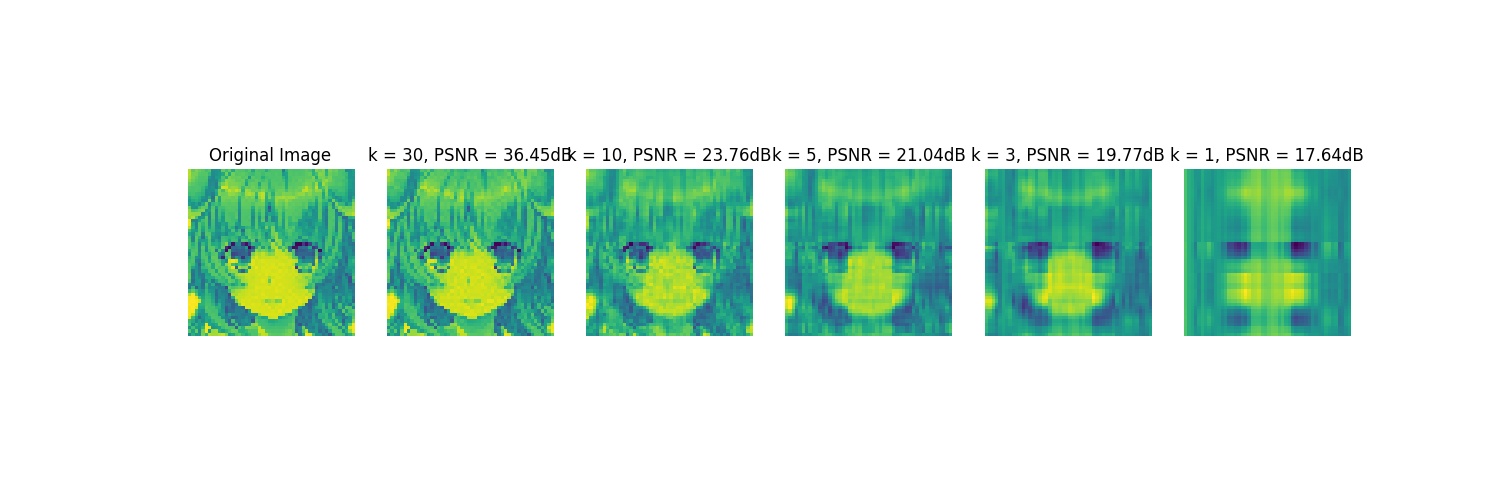 Original Image
k = 30, PSNR = 36.45dB
k = 10, PSNR = 23.76dB
k = 5, PSNR = 21.04dB
k = 3, PSNR = 19.77dB
k = 1, PSNR = 17.64dB